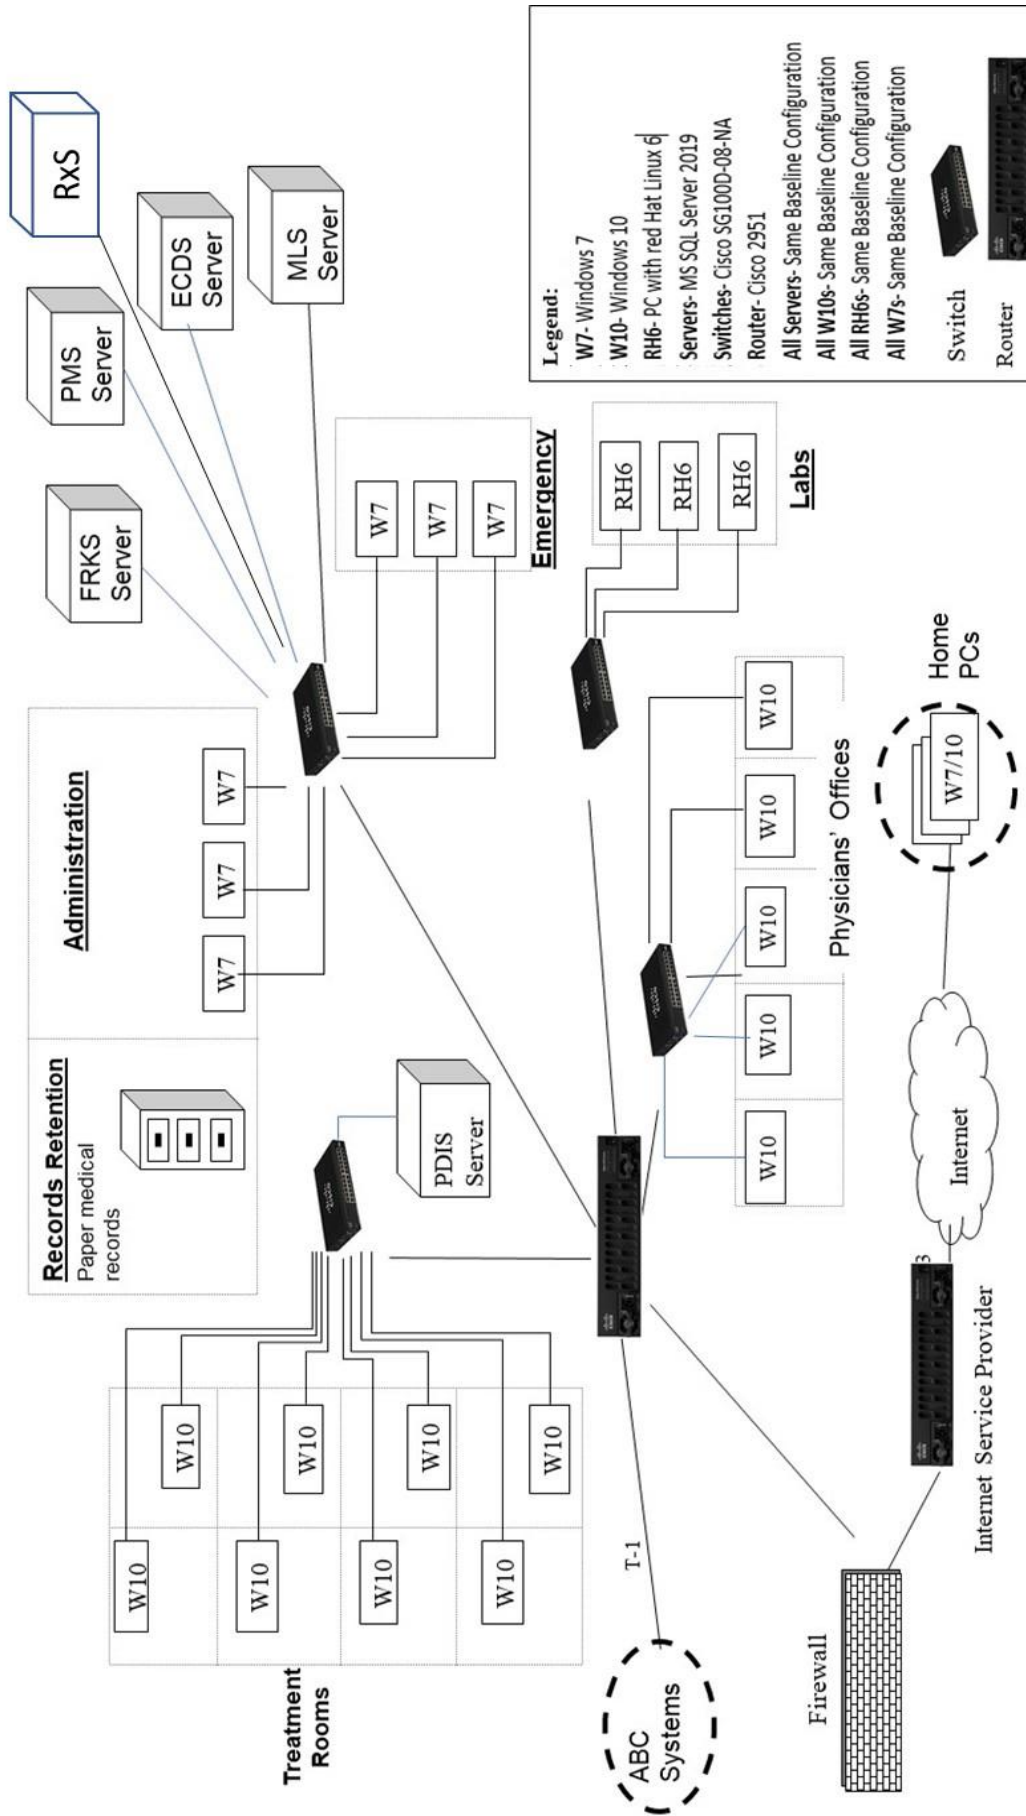 Records Retention
Paper medical
records
Administration
W7
W7
W7
FRKS
Server
PMS
Server
RxS
ECDS
Server
MLS
Server
W7
W7
W7
Emergency
Treatment
Rooms
W10
W10
W10
W10
W10
W10
W10
W10
PDIS
Server
RH6
RH6
RH6
Labs
W10
W10
W10
W10
W10
Physicians' Offices
T-1
ABC
Systems
Firewall
Internet Service Provider
3
Internet
Home
PCs
W7/10
Legend:
W7- Windows 7
W10- Windows 10
RH6- PC with red Hat Linux 6
Servers- MS SQL Server 2019
Switches- Cisco SG100D-08-NA
Router- Cisco 2951
All Servers- Same Baseline Configuration
All W10s- Same Baseline Configuration
All RH6s- Same Baseline Configuration
All W7s- Same Baseline Configuration
Switch
Router